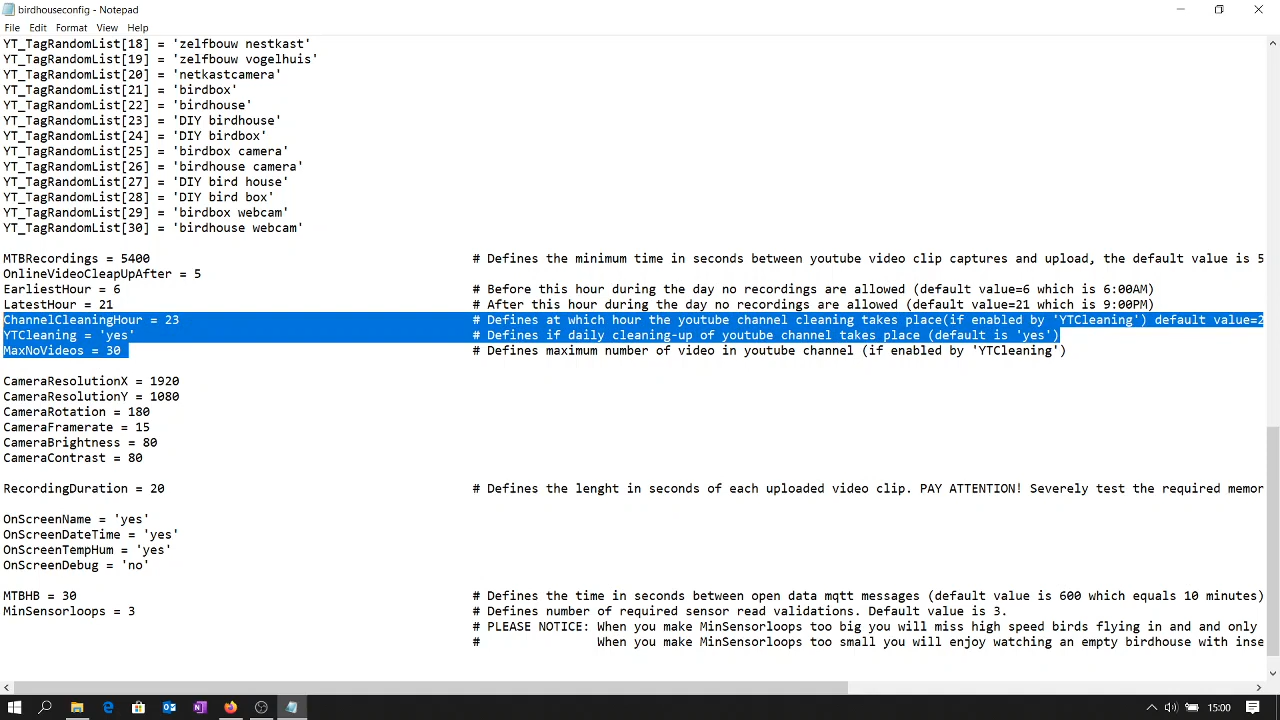 birdhouseconfig - Notepad
File Edit Format View Help
YT_TagRandomList[18] = 'zelfbouw nestkast'
YT_TagRandomList[19] = 'zelfbouw vogelhuis'
YT_TagRandomList[20] = 'netkastcamera'
YT_TagRandomList[21] = 'birdbox'
YT_TagRandomList[22] = 'birdhouse'
YT_TagRandomList[23] = 'DIY birdhouse'
YT_TagRandomList[24] = 'DIY birdbox'
YT_TagRandomList[25] = 'birdbox camera'
YT_TagRandomList[26] = 'birdhouse camera'
YT_TagRandomList[27] = 'DIY bird house'
YT_TagRandomList[28] = 'DIY bird box'
YT_TagRandomList[29] = 'birdbox webcam'
YT_TagRandomList[30] = 'birdhouse webcam'
MTBRecordings = 5400 # Defines the minimum time in seconds between youtube video clip captures and upload, the default value is 5
OnlineVideoCleapUpAfter = 5
EarliestHour = 6 # Before this hour during the day no recordings are allowed (default value=6 which is 6:00AM)
LatestHour = 21 # After this hour during the day no recordings are allowed (default value=21 which is 9:00PM)
ChannelCleaningHour = 23 # Defines at which hour the youtube channel cleaning takes place(if enabled by 'YTCleaning') default value=2
YTCleaning = 'yes' # Defines if daily cleaning-up of youtube channel takes place (default is 'yes')
MaxNoVideos = 30 # Defines maximum number of video in youtube channel (if enabled by 'YTCleaning')
CameraResolutionX = 1920
CameraResolutionY = 1080
CameraRotation = 180
CameraFramerate = 15
CameraBrightness = 80
CameraContrast = 80
RecordingDuration = 20 # Defines the lenght in seconds of each uploaded video clip. PAY ATTENTION! Severely test the required memor
OnScreenName = 'yes'
OnScreenDateTime = 'yes'
OnScreenTempHum = 'yes'
OnScreenDebug = 'no'
MTBHB = 30 # Defines the time in seconds between open data mqtt messages (default value is 600 which equals 10 minutes)
MinSensorloops = 3 # Defines number of required sensor read validations. Default value is 3.
# PLEASE NOTICE: When you make MinSensorloops too big you will miss high speed birds flying in and and only
# When you make MinSensorloops too small you will enjoy watching an empty birdhouse with inse
15:00